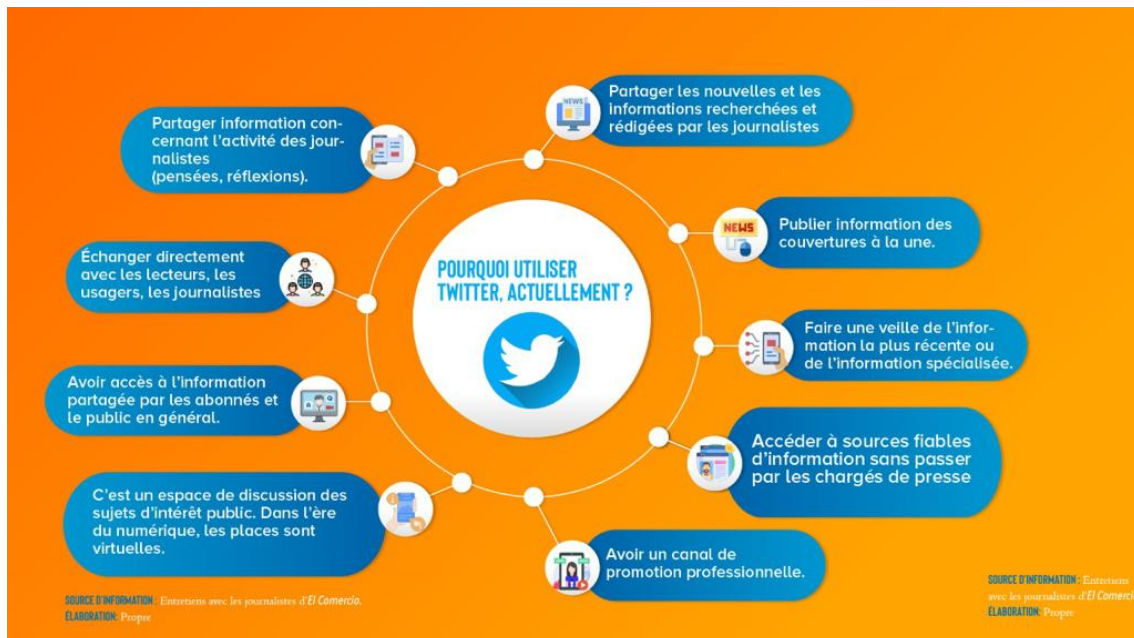 POURQUOI UTILISER
TWITTER, ACTUELLEMENT ?
Partager les nouvelles et les
informations recherchées et
rédigées par les journalistes
NEWS
Publier information des
couvertures à la une.
NEWS
Faire une veille de l'infor-
mation la plus récente ou
de l'information spécialisée.
Accéder à sources fiables
d'information sans passer
par les chargés de presse
Avoir un canal de
promotion professionnelle.
C'est un espace de discussion des
sujets d'intérêt public. Dans l'ère
du numérique, les places sont
virtuelles.
Avoir accès à l'information
partagée par les abonnés et
le public en général.
Échanger directement
avec les lecteurs, les
usagers, les journalistes
Partager information con-
cernant l'activité des jour-
nalistes
(pensées, réflexions).
SOURCE D'INFORMATION : Entretiens avec les journalistes d'El Comercio.
ÉLABORATION: Propre
SOURCE D'INFORMATION : Entretiens
avec les journalistes d'El Comerci
ÉLABORATION: Propre